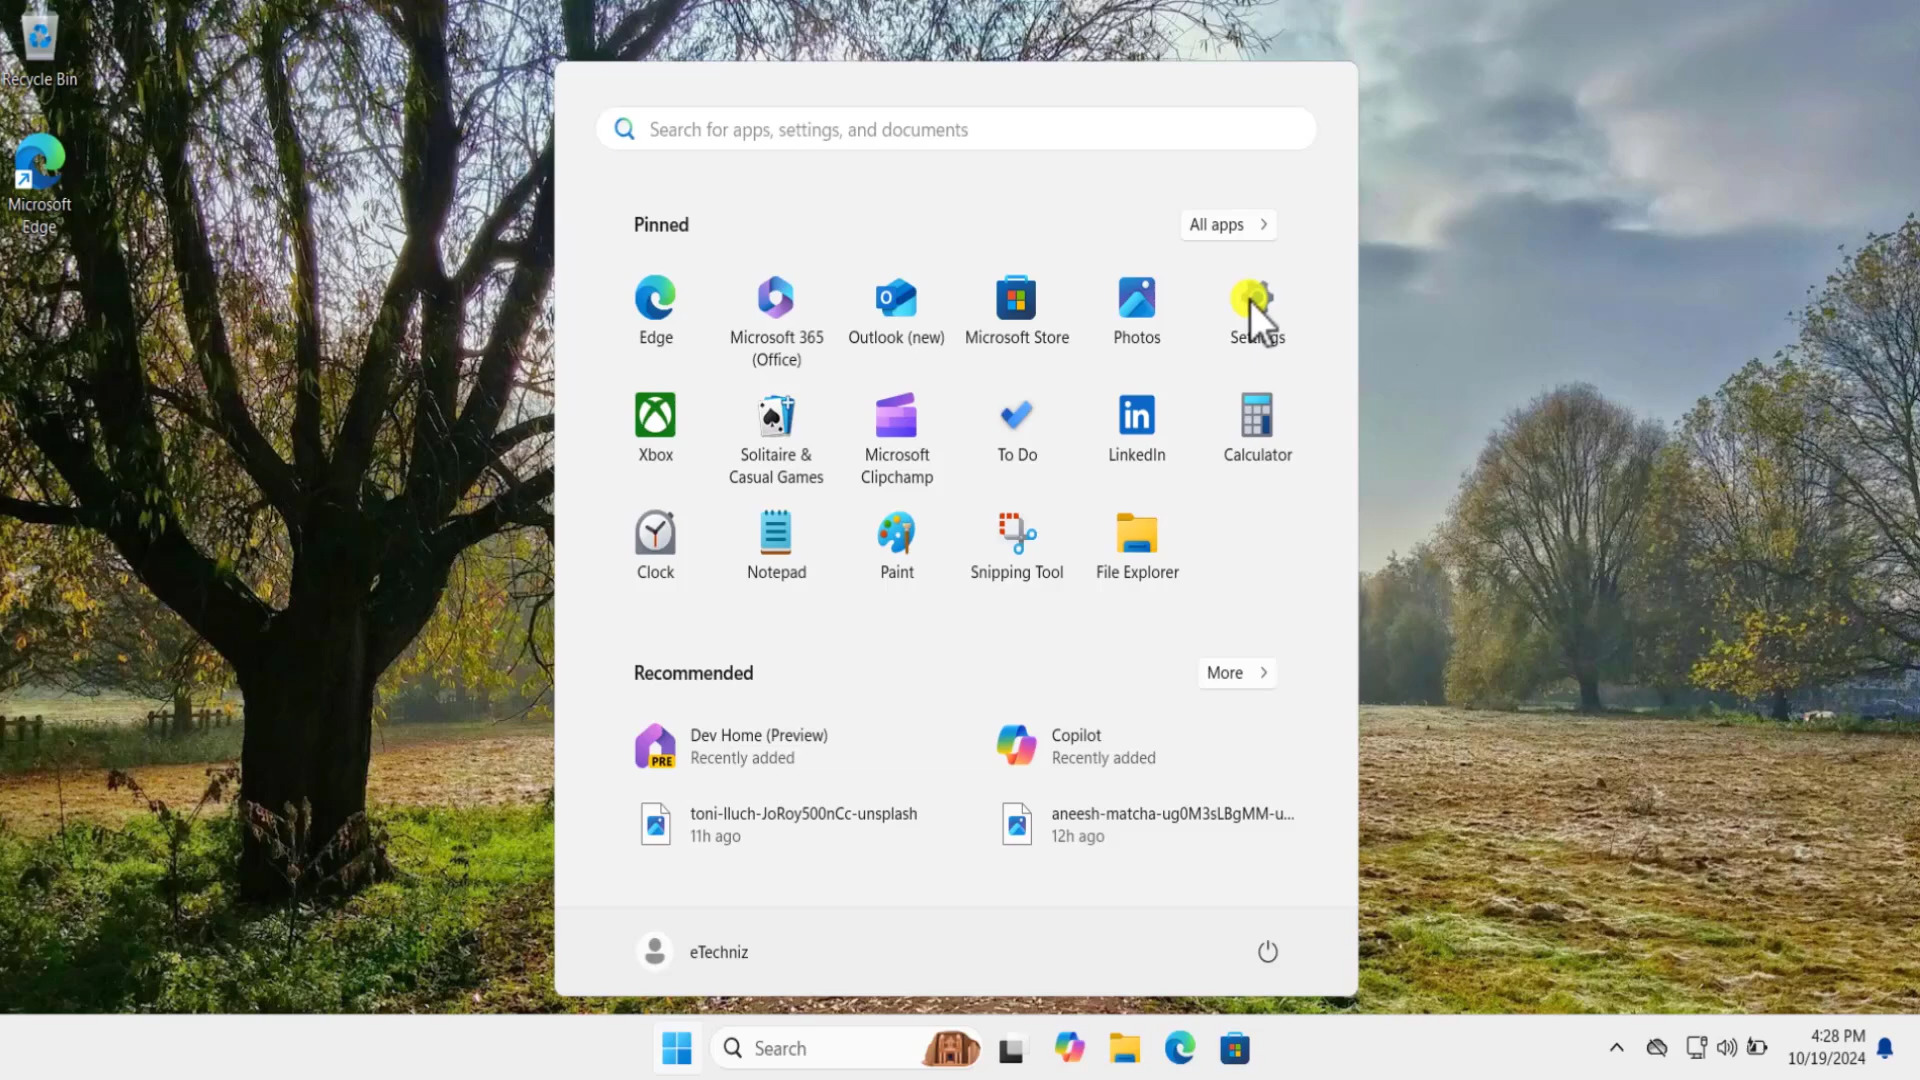 Recycle Bin
Microsoft
Edge
Search for apps, settings, and documents
Pinned
All apps
Edge
Microsoft 365
(Office)
Outlook (new)
Microsoft Store
Photos
Settings
Xbox
Solitaire &
Casual Games
Microsoft
Clipchamp
To Do
LinkedIn
Calculator
Clock
Notepad
Paint
Snipping Tool
File Explorer
Recommended
More
PRE
Dev Home (Preview)
Recently added
Copilot
Recently added
toni-lluch-JoRoy500nCc-unsplash
11h ago
aneesh-matcha-ug0M3sLBgMM-u...
12h ago
eTechniz
Search
4:28 PM
10/19/2024